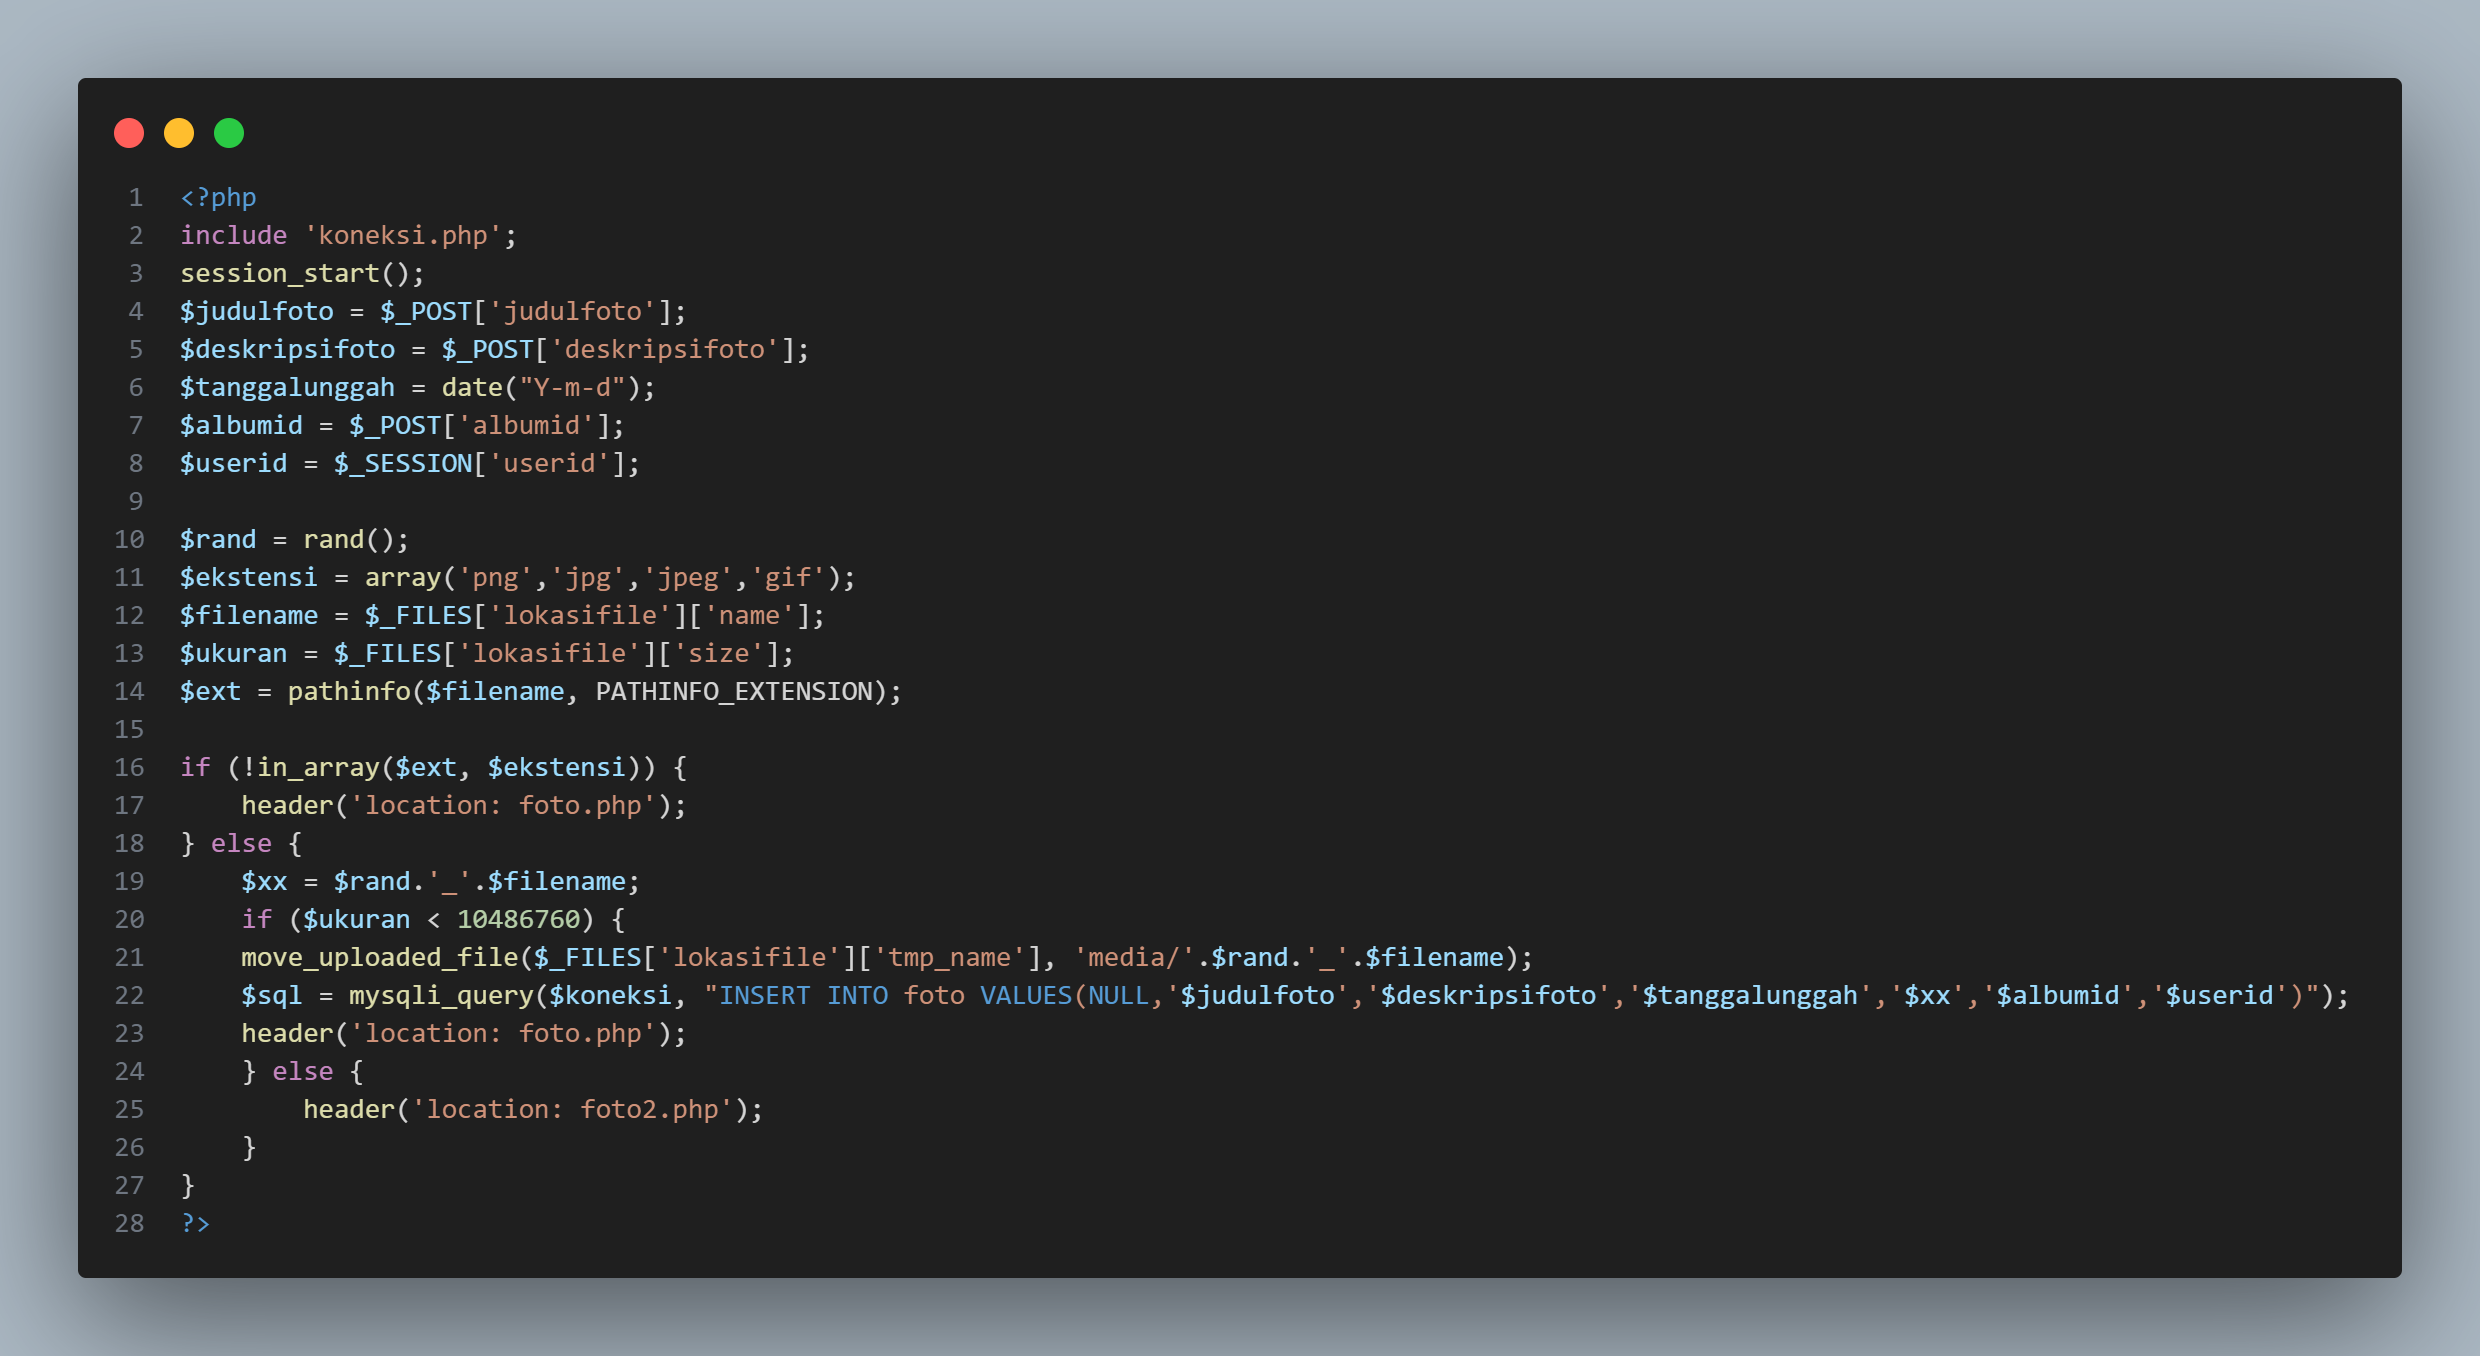 1 <?php
2 include 'koneksi.php';
3 session_start();
4 $judulfoto = $_POST['judulfoto'];
5 $deskripsifoto = $_POST['deskripsifoto'];
6 $tanggalunggah = date("Y-m-d");
7 $albumid = $_POST['albumid'];
8 $userid = $_SESSION['userid'];
9
10 $rand = rand();
11 $ekstensi = array('png','jpg','jpeg','gif');
12 $filename = $_FILES['lokasifile']['name'];
13 $ukuran = $_FILES['lokasifile']['size'];
14 $ext = pathinfo($filename, PATHINFO_EXTENSION);
15
16 if (!in_array($ext, $ekstensi)) {
17     header('location: foto.php');
18 } else {
19     $xx = $rand.'_'.$filename;
20     if ($ukuran < 10486760) {
21     move_uploaded_file($_FILES['lokasifile']['tmp_name'], 'media/'.$rand.'_'.$filename);
22     $sql = mysqli_query($koneksi, "INSERT INTO foto VALUES(NULL,'$judulfoto','$deskripsifoto','$tanggalunggah','$xx','$albumid','$userid')");
23     header('location: foto.php');
24     } else {
25         header('location: foto2.php');
26     }
27 }
28 ?>